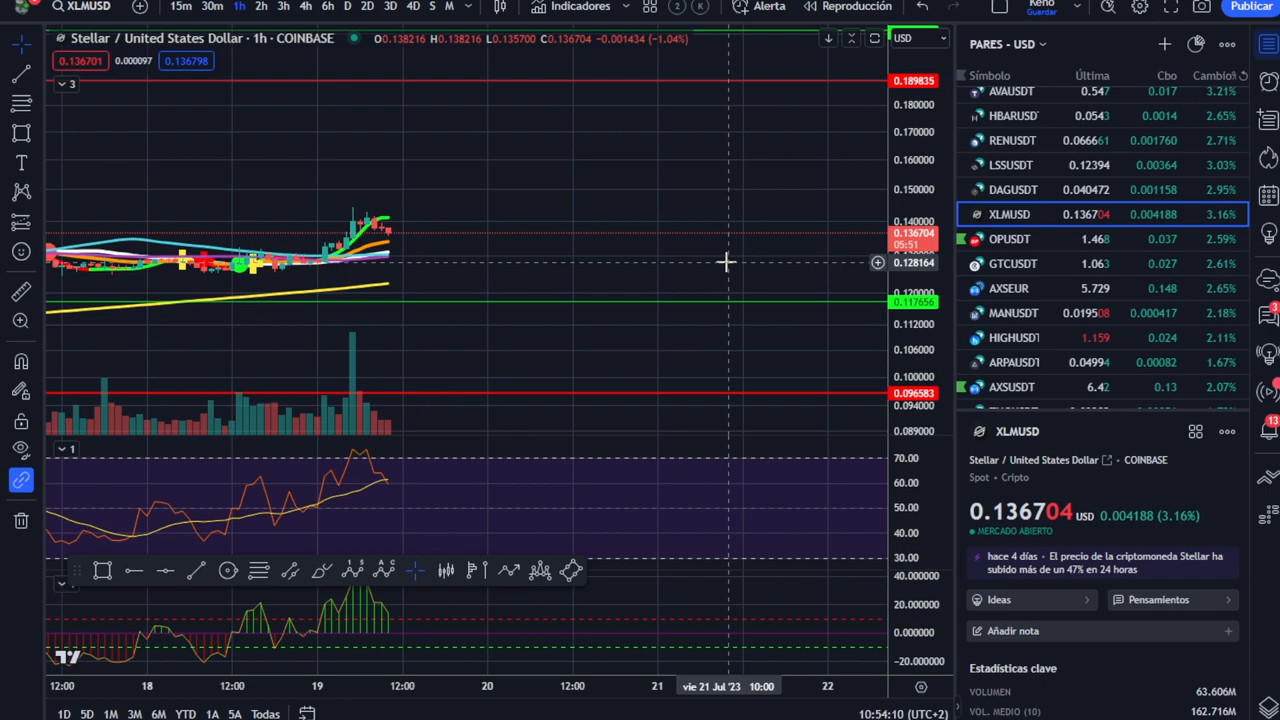 XLMUSD 15m 30m 1h 2h 3h 4h 6h D 2D 3D 4D S M Indicadores 2 K Alerta Reproducción Keno Guardar Publicar
Stellar / United States Dollar · 1h · COINBASE O0.138216 H0.138216 L0.135700 C0.136704 −0.001434 (−1.04%)
0.136701 0.000097 0.136798
3
USD
0.189835
0.180000
0.170000
0.160000
0.150000
0.140000
0.136704
05:51
0.128164
0.120000
0.117656
0.112000
0.106000
0.100000
0.096583
0.094000
0.089000
1
70.00
60.00
50.00
40.00
30.00
40.000000
20.000000
0.000000
−20.000000
12:00 18 12:00 19 12:00 20 12:00 21 vie 21 Jul '23 10:00 22
1D 5D 1M 3M 6M YTD 1A 5A Todas 10:54:10 (UTC+2)
PARES - USD
Símbolo Última Cbo Cambio%
AVAUSDT 0.547 0.017 3.21%
HBARUSD 0.0543 0.0014 2.65%
RENUSDT 0.066661 0.001760 2.71%
LSSUSDT 0.12394 0.00364 3.03%
DAGUSDT 0.040472 0.001158 2.95%
XLMUSD 0.136704 0.004188 3.16%
OPUSDT 1.468 0.037 2.59%
GTCUSDT 1.063 0.027 2.61%
AXSEUR 5.729 0.148 2.65%
MANUSDT 0.019508 0.000417 2.18%
HIGHUSDT 1.159 0.024 2.11%
ARPAUSDT 0.04994 0.00082 1.67%
AXSUSDT 6.42 0.13 2.07%
XLMUSD
Stellar / United States Dollar COINBASE
Spot · Cripto
0.136704 USD 0.004188 (3.16%)
MERCADO ABIERTO
hace 4 días · El precio de la criptomoneda Stellar ha
subido más de un 47% en 24 horas
Ideas Pensamientos
Añadir nota
Estadísticas clave
VOLUMEN 63.606M
VOL. MEDIO (10) 162.716M
3
13